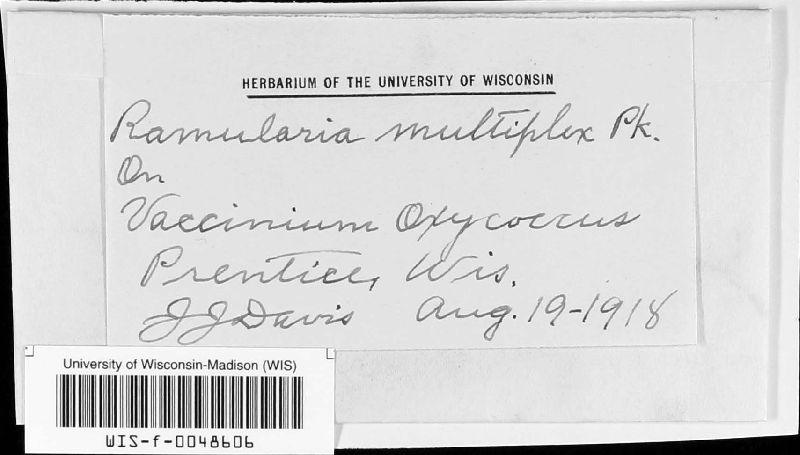 HERBARIUM OF THE UNIVERSITY OF WISCONSIN
Ramularia multiplex Pk.
On
Vaccinium Oxycoccus
Prentice, Wis.
J J Davis Aug. 19-1918
University of Wisconsin-Madison (WIS)
WIS-f-0048606